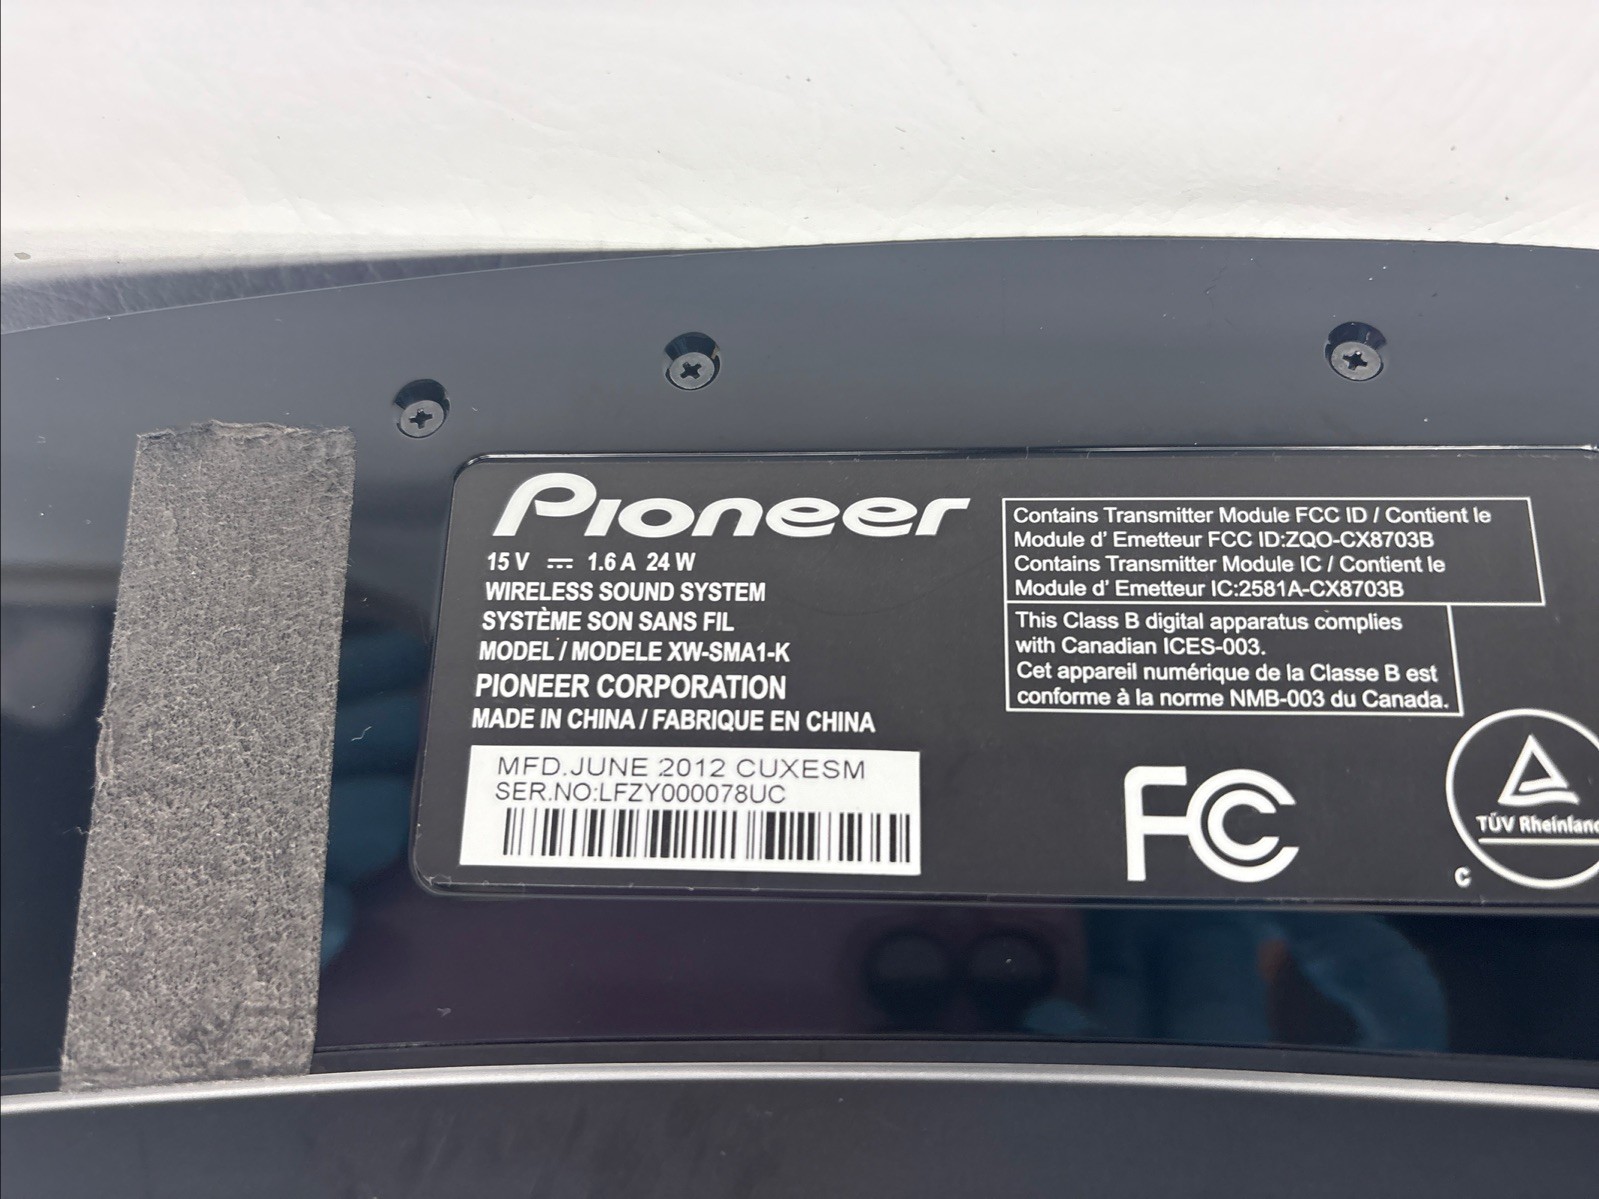 Pioneer
15 V ⎓ 1.6 A 24 W
WIRELESS SOUND SYSTEM
SYSTÈME SON SANS FIL
MODEL / MODELE XW-SMA1-K
PIONEER CORPORATION
MADE IN CHINA / FABRIQUE EN CHINA
MFD.JUNE 2012 CUXESM
SER.NO:LFZY000078UC
Contains Transmitter Module FCC ID / Contient le
Module d' Emetteur FCC ID:ZQO-CX8703B
Contains Transmitter Module IC / Contient le
Module d' Emetteur IC:2581A-CX8703B
This Class B digital apparatus complies
with Canadian ICES-003.
Cet appareil numérique de la Classe B est
conforme à la norme NMB-003 du Canada.
FC
TÜV Rheinland
C